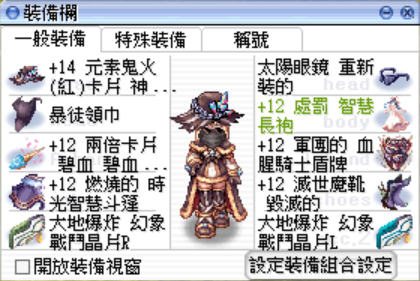 裝備欄
一般裝備
特殊裝備
稱號
+14 元素鬼火
(紅)卡片 神 ...
暴徒領巾
+12 兩倍卡片
碧血 碧血 ...
+12 燃燒的 時
光智慧斗蓬
大地爆炸 幻象
戰鬥晶片R
太陽眼鏡 重新
裝的
+12 處罰 智慧
長袍
+12 軍團的 血
腥騎士盾牌
+12 滅世魔靴
毀滅的
大地爆炸 幻象
戰鬥晶片L
開放裝備視窗
設定裝備組合設定